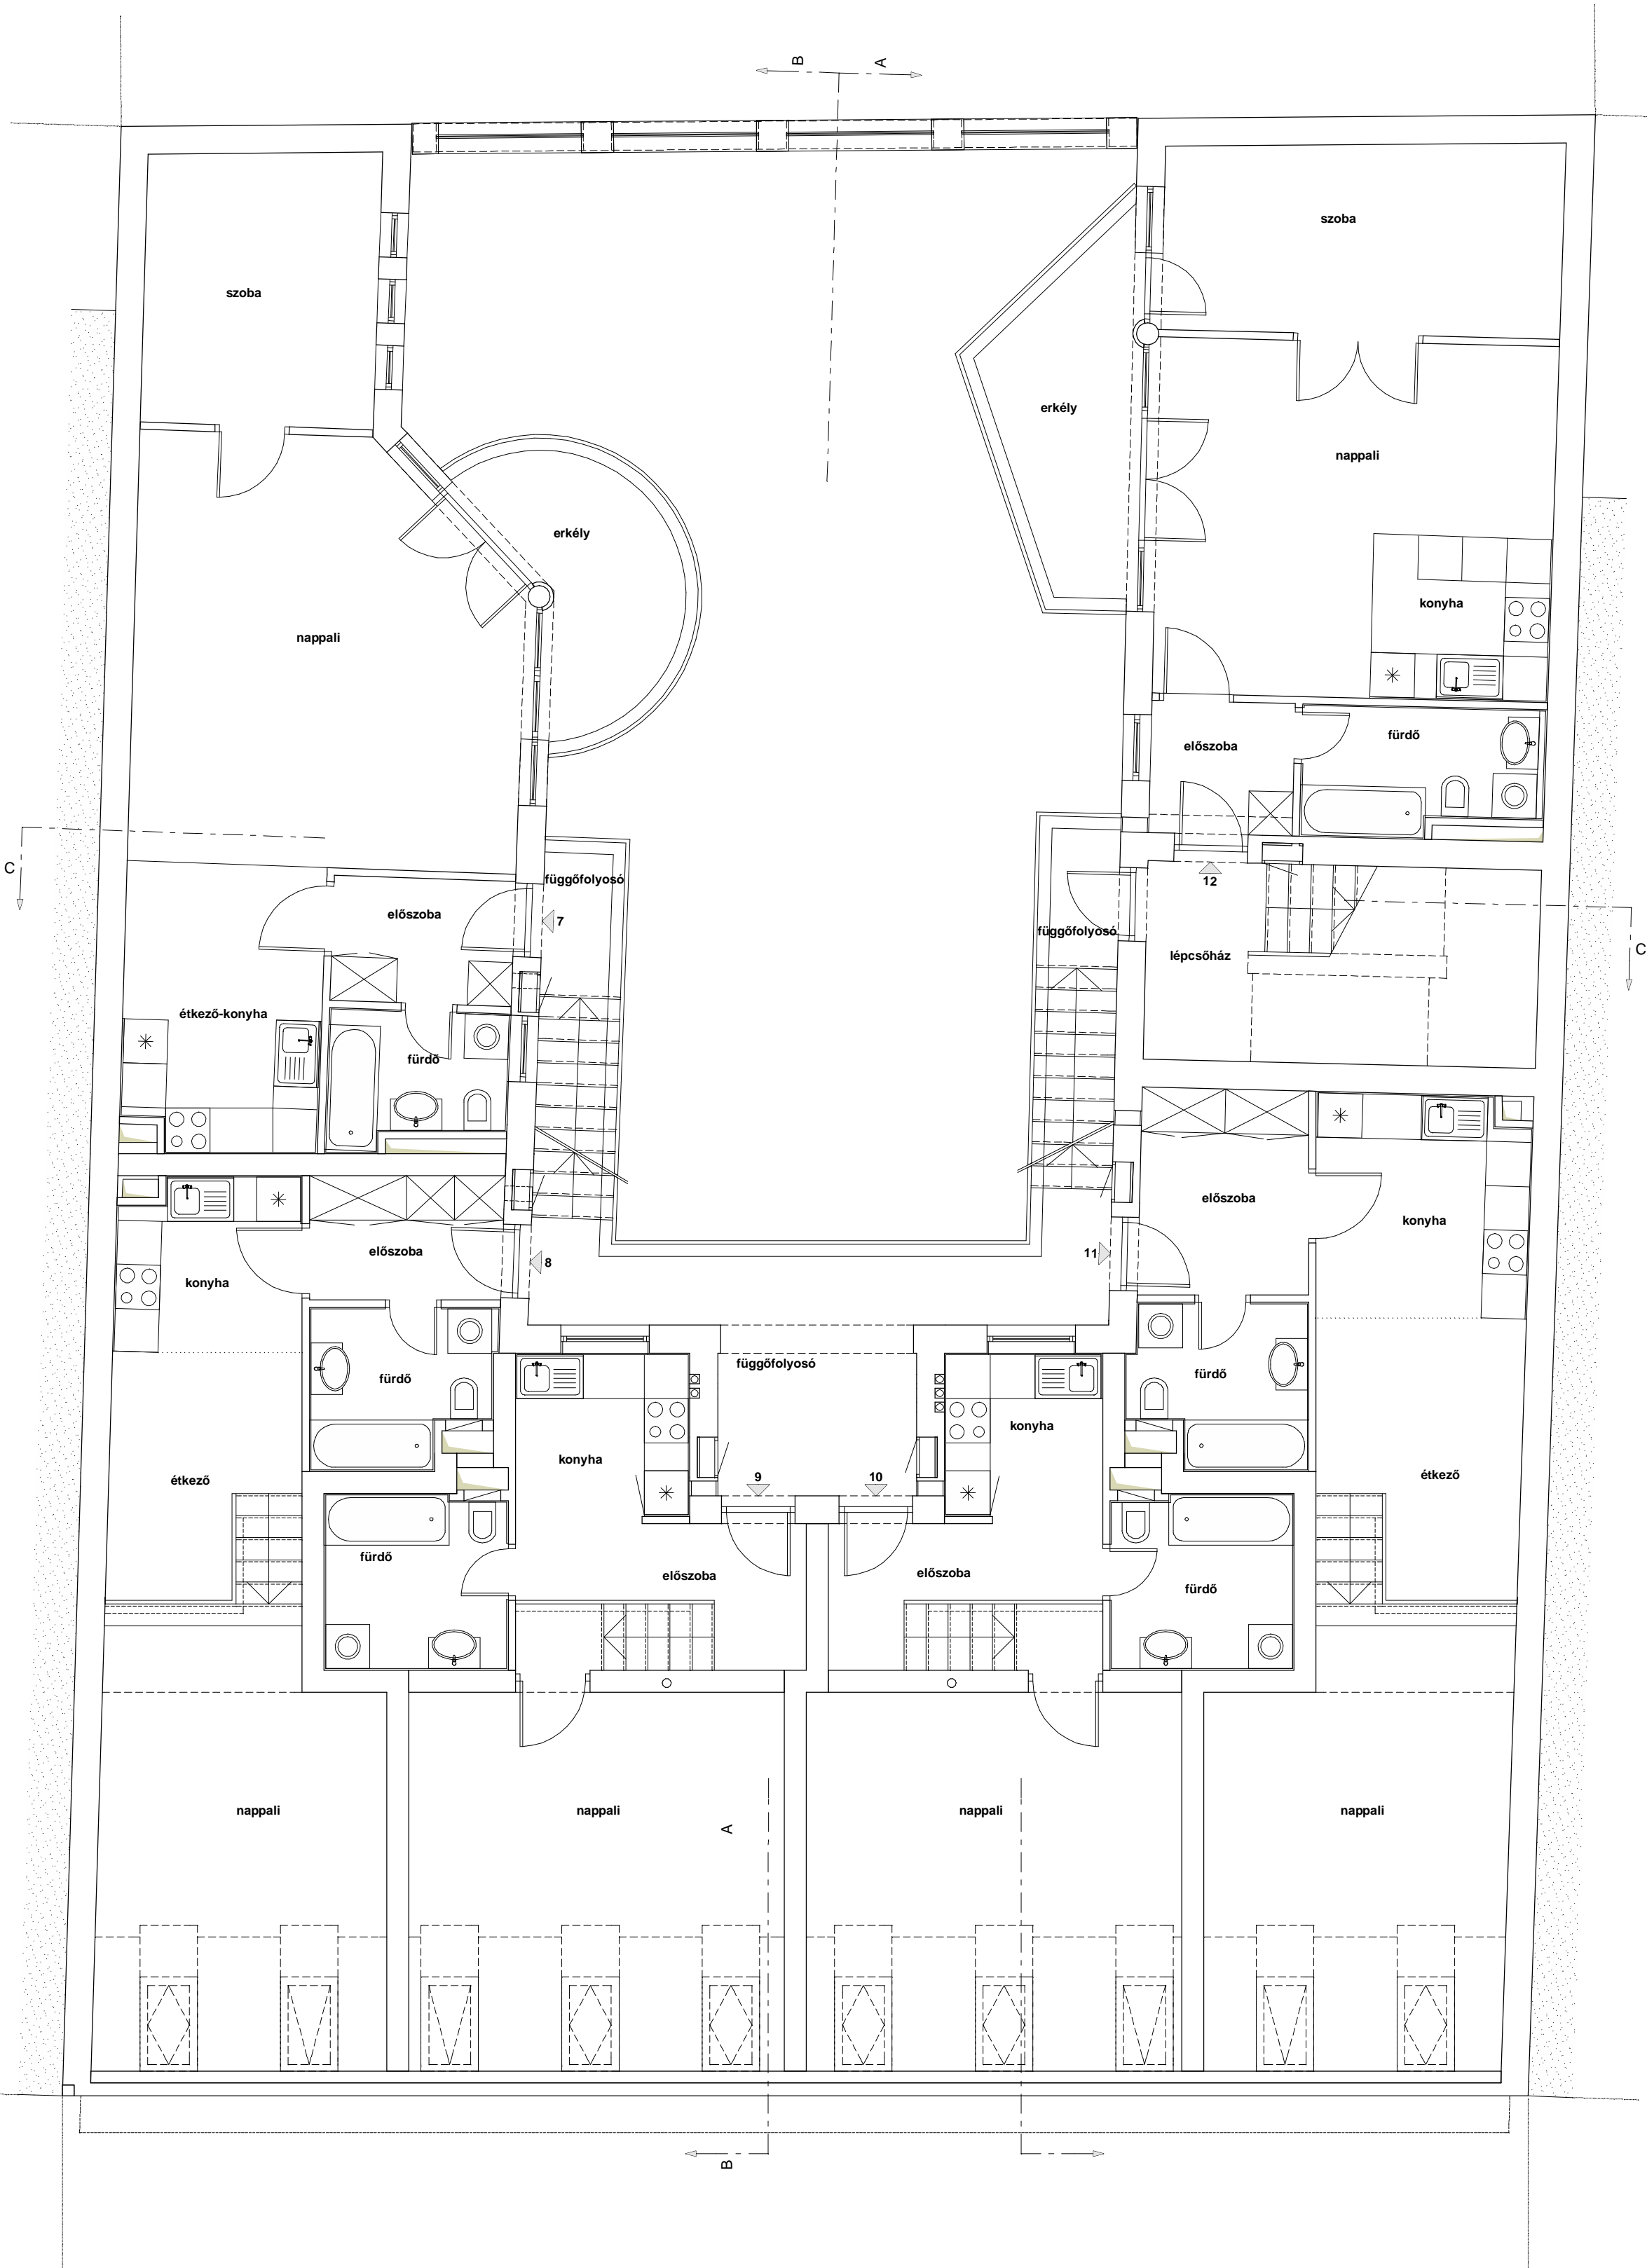 B
A
szoba
szoba
erkély
nappali
erkély
konyha
nappali
fürdő
előszoba
C
függőfolyosó
12
előszoba
7
függőfolyosó
C
lépcsőház
étkező-konyha
fürdő
előszoba
konyha
előszoba
8
11
konyha
függőfolyosó
fürdő
fürdő
konyha
konyha
étkező
étkező
9
10
fürdő
előszoba
előszoba
fürdő
nappali
nappali
nappali
nappali
A
B